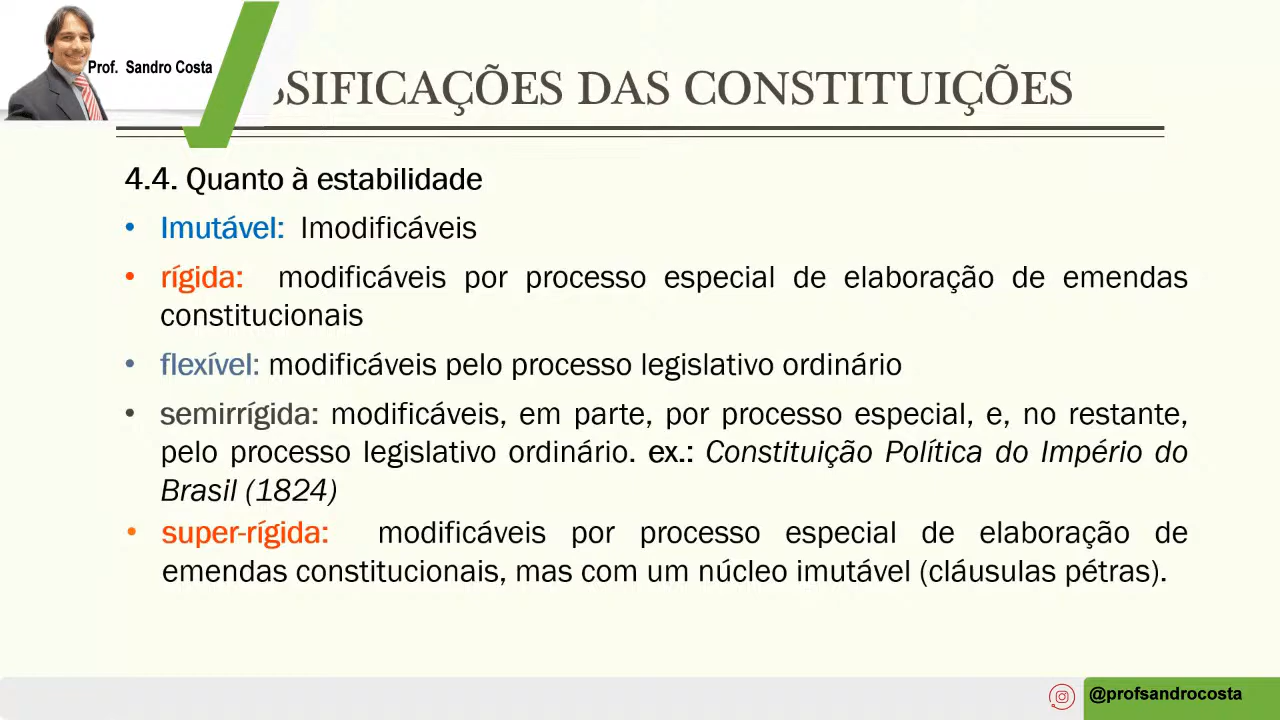 Prof. Sandro Costa
SSIFICAÇÕES DAS CONSTITUIÇÕES
4.4. Quanto à estabilidade
• Imutável: Imodificáveis
• rígida: modificáveis por processo especial de elaboração de emendas
constitucionais
• flexível: modificáveis pelo processo legislativo ordinário
• semirrígida: modificáveis, em parte, por processo especial, e, no restante,
pelo processo legislativo ordinário. ex.: Constituição Política do Império do
Brasil (1824)
• super-rígida: modificáveis por processo especial de elaboração de
emendas constitucionais, mas com um núcleo imutável (cláusulas pétras).
@profsandrocosta